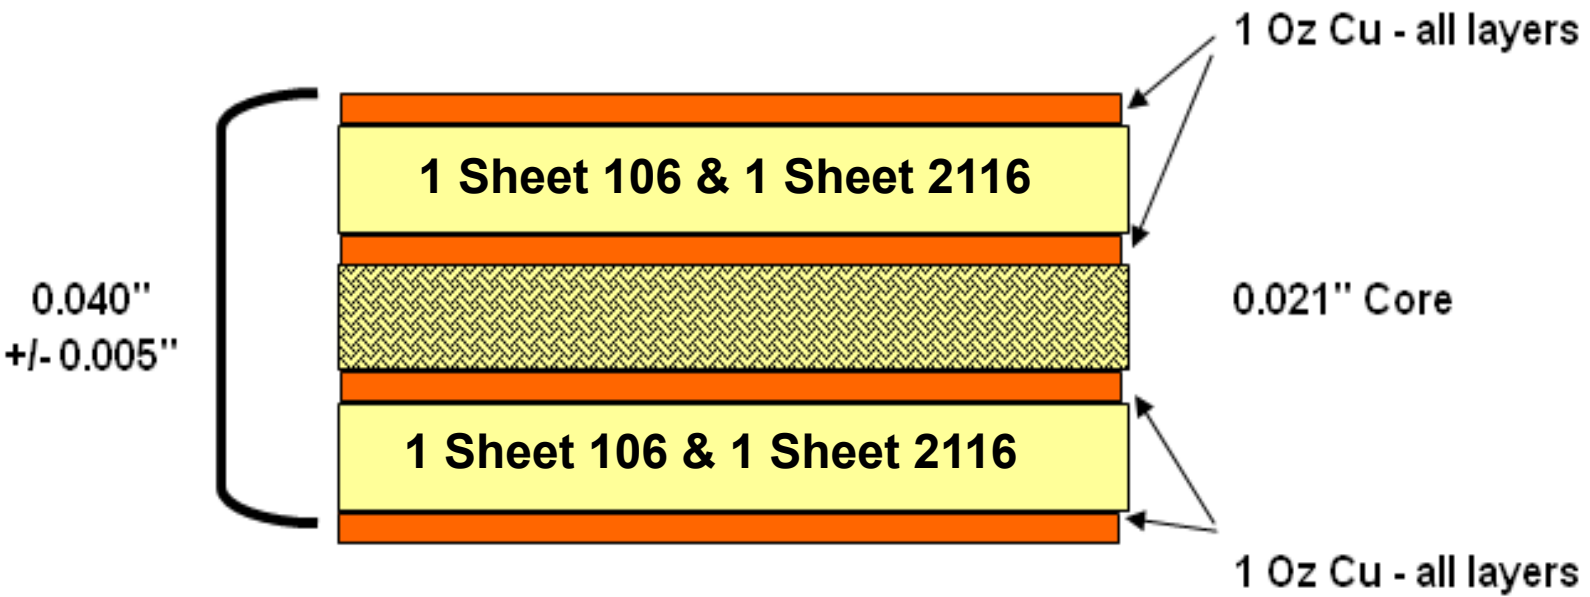 1 Oz Cu - all layers
1 Sheet 106 & 1 Sheet 2116
0.040"
+/- 0.005"
0.021" Core
1 Sheet 106 & 1 Sheet 2116
1 Oz Cu - all layers